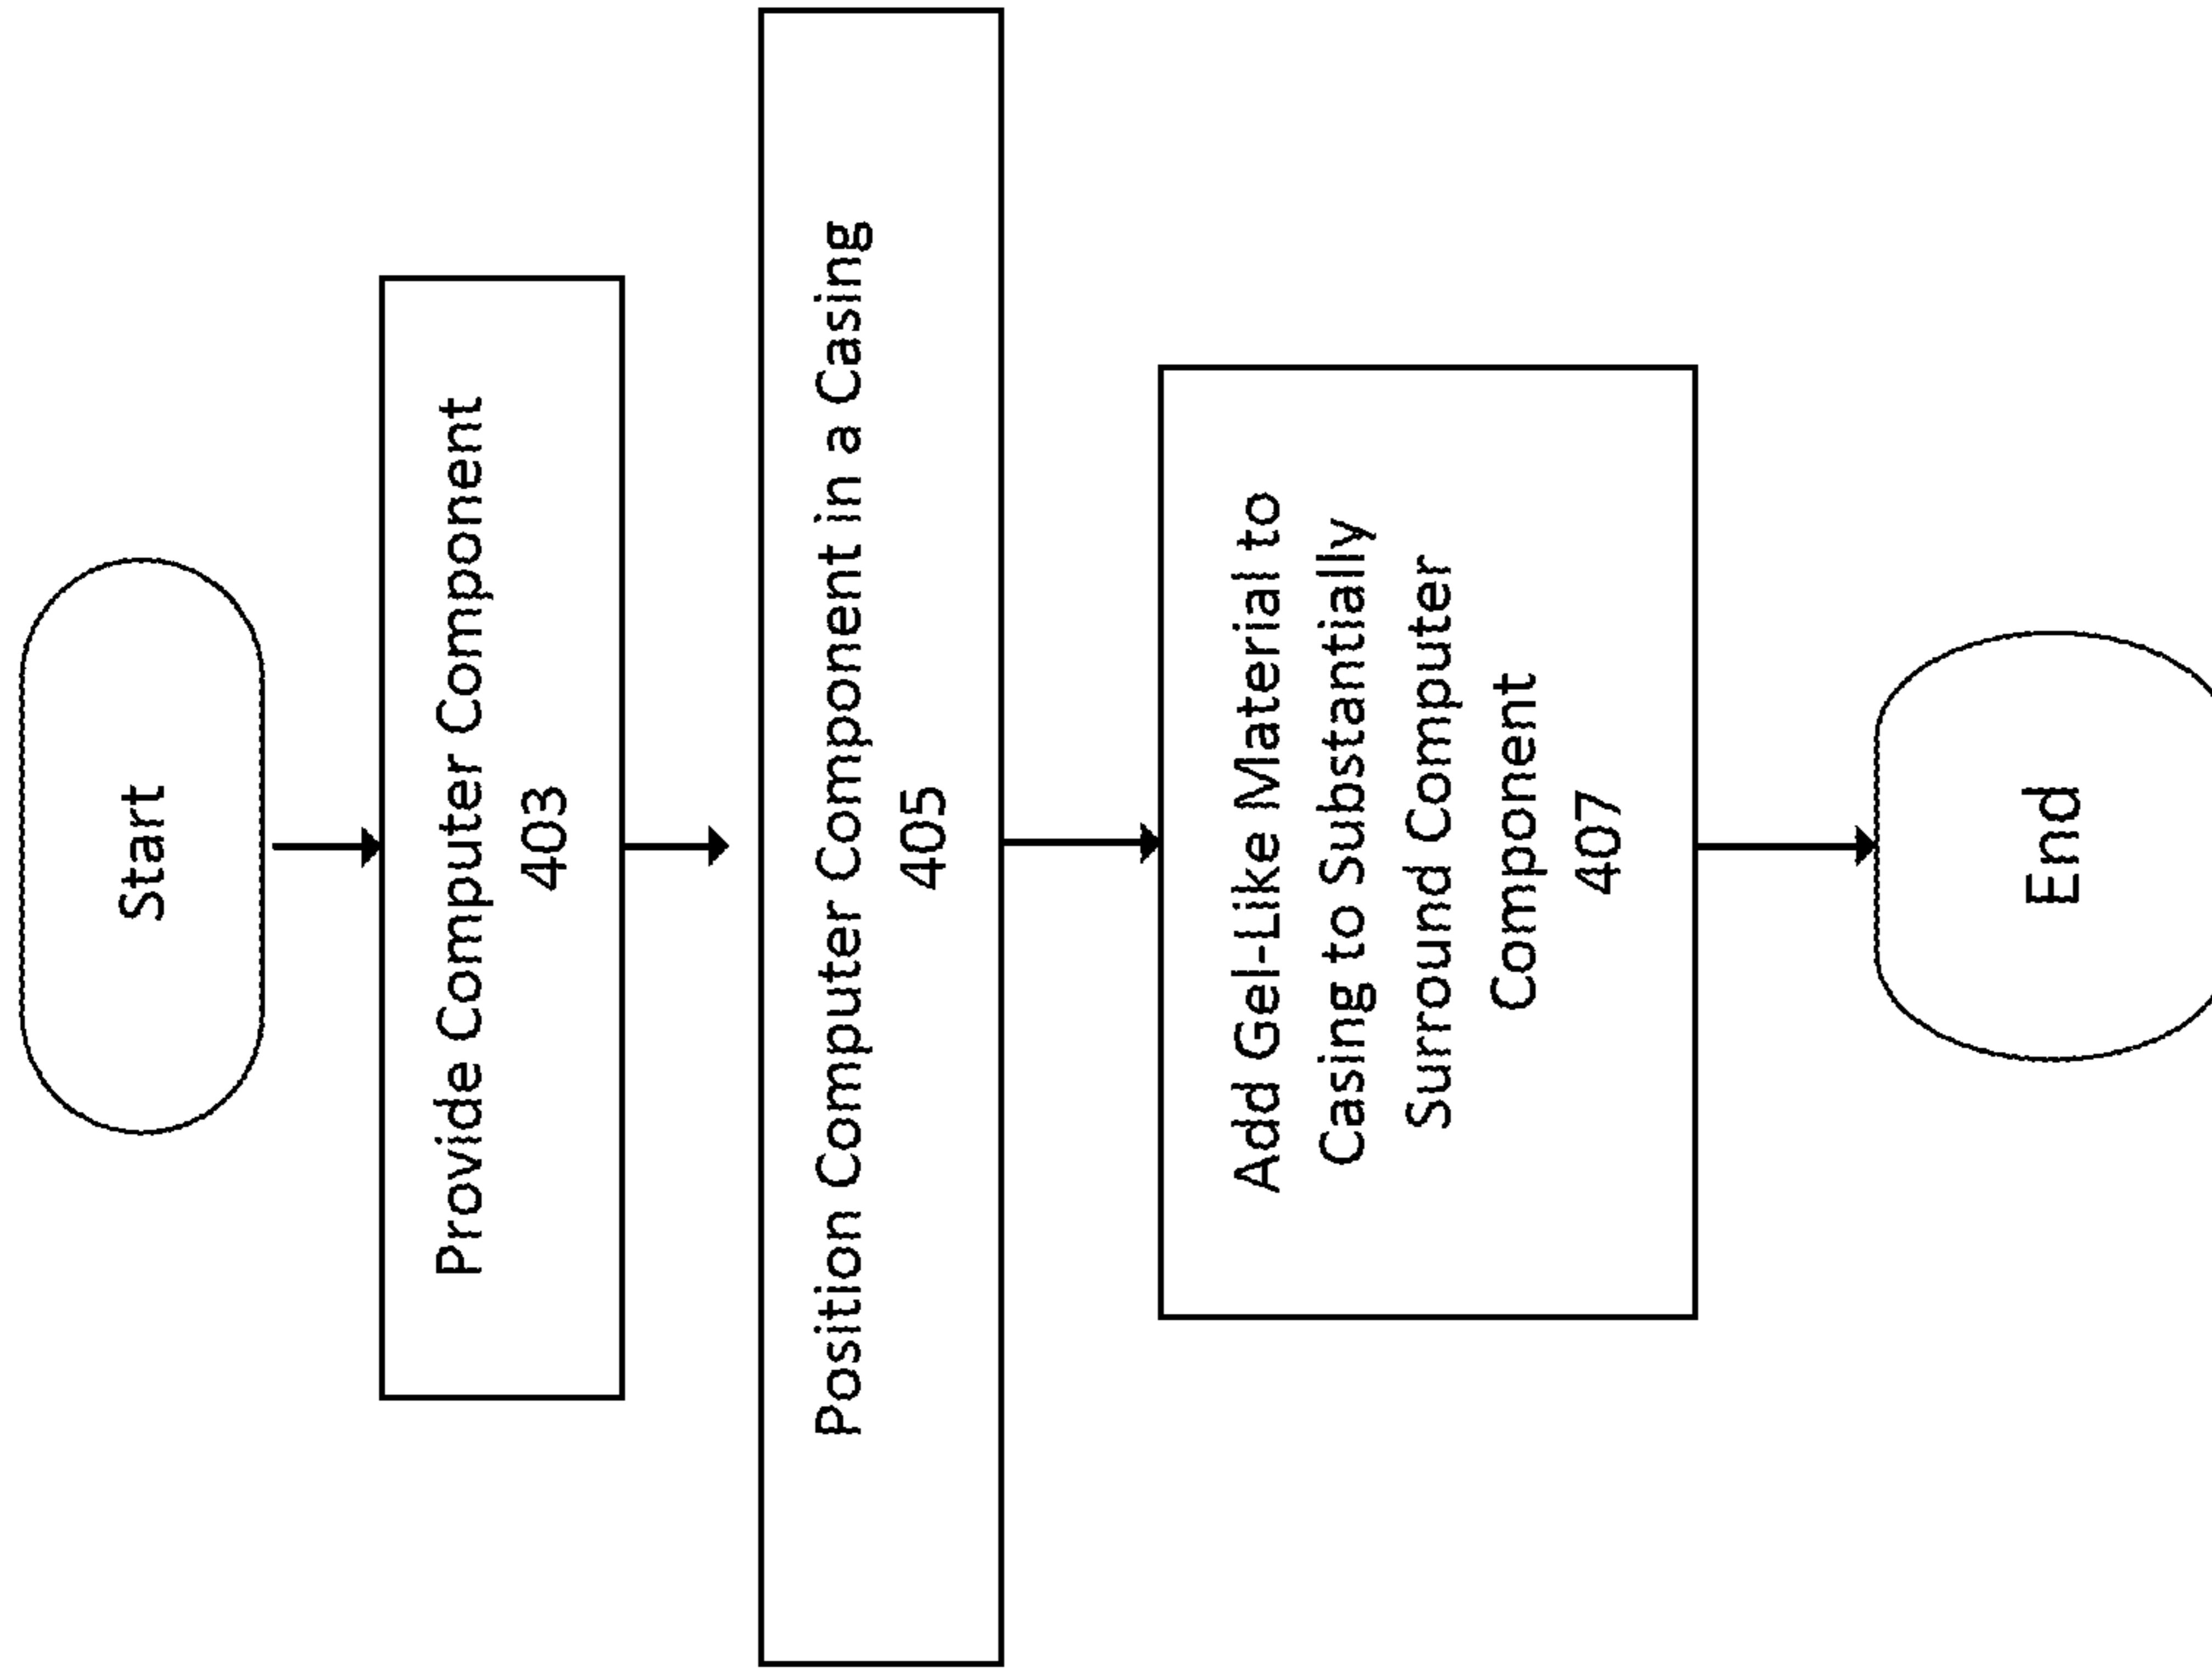 Start
Provide Computer Component
403
Position Computer Component in a Casing
405
Add Gel-Like Material to
Casing to Substantially
Surround Computer
Component
407
End